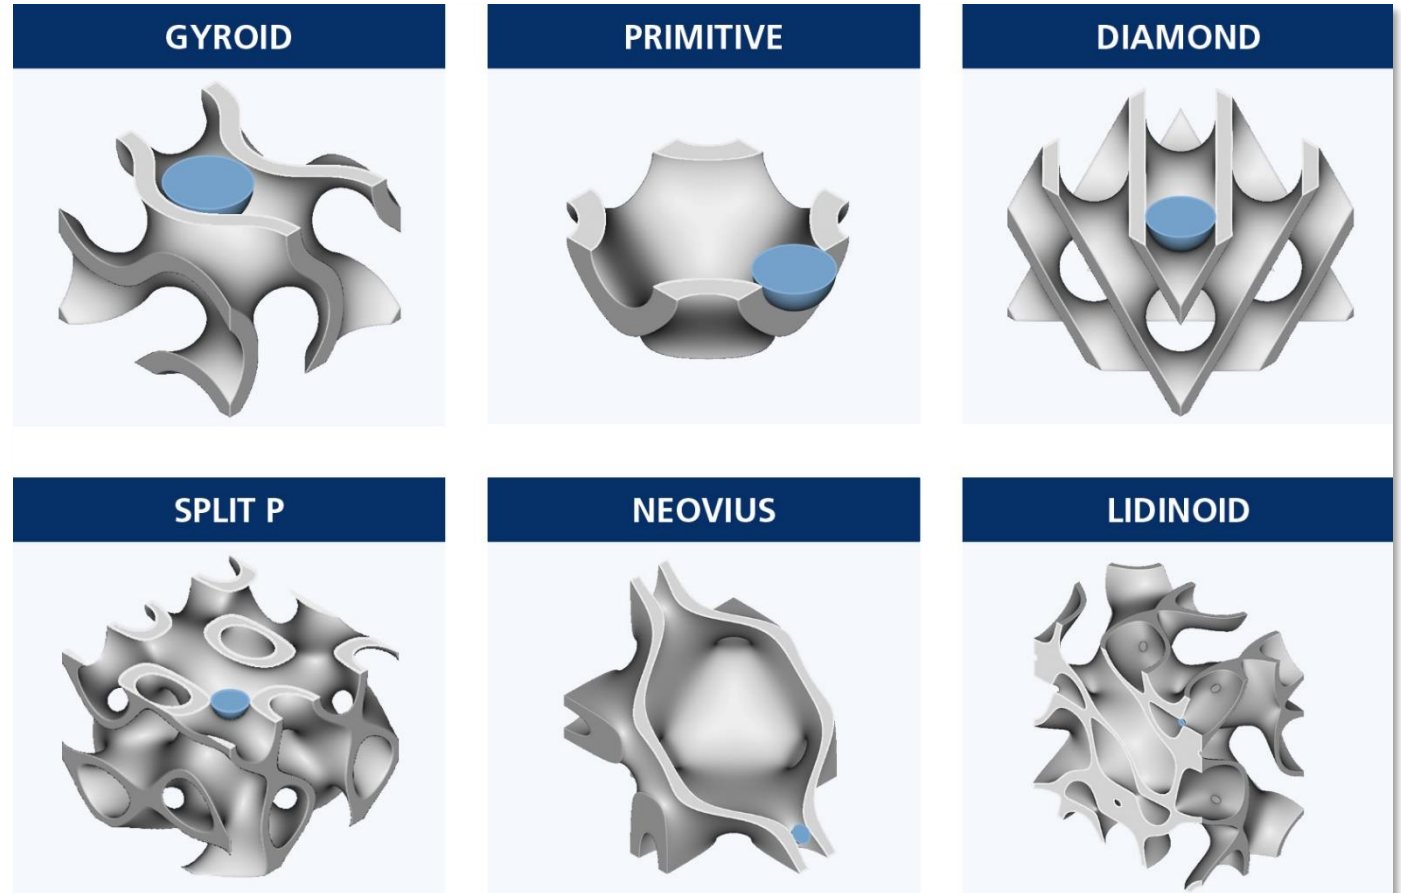 GYROID
PRIMITIVE
DIAMOND
SPLIT P
NEOVIUS
LIDINOID